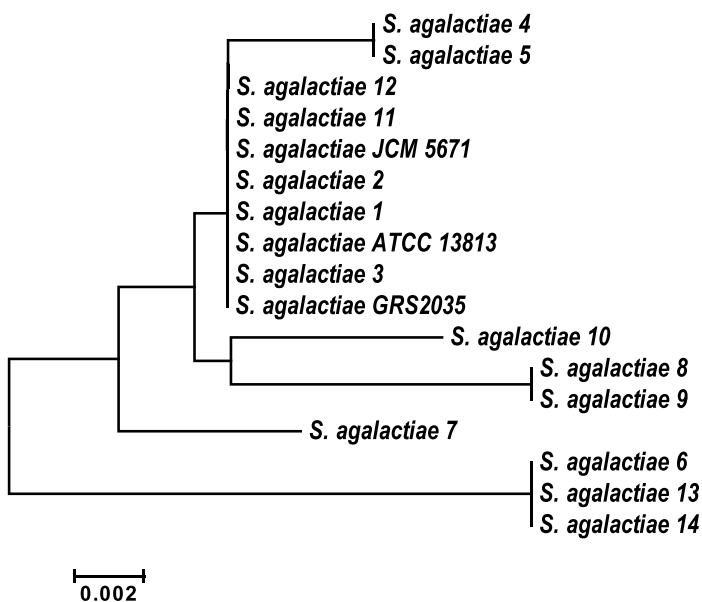 S. agalactiae 4
S. agalactiae 5
S. agalactiae 12
S. agalactiae 11
S. agalactiae JCM 5671
S. agalactiae 2
S. agalactiae 1
S. agalactiae ATCC 13813
S. agalactiae 3
S. agalactiae GRS2035
S. agalactiae 10
S. agalactiae 8
S. agalactiae 9
S. agalactiae 7
S. agalactiae 6
S. agalactiae 13
S. agalactiae 14
0.002